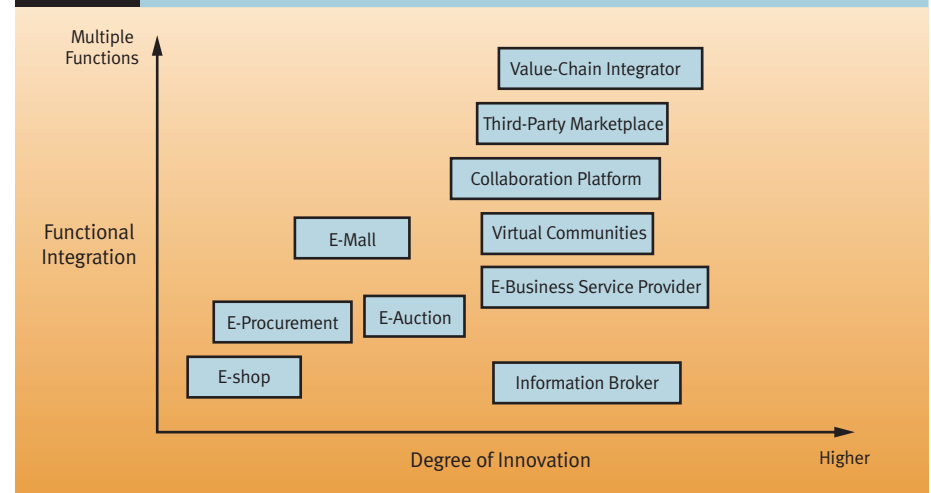 Multiple
Functions
Value-Chain Integrator
Third-Party Marketplace
Collaboration Platform
Functional
Integration
E-Mall
Virtual Communities
E-Business Service Provider
E-Procurement
E-Auction
E-shop
Information Broker
Degree of Innovation
Higher